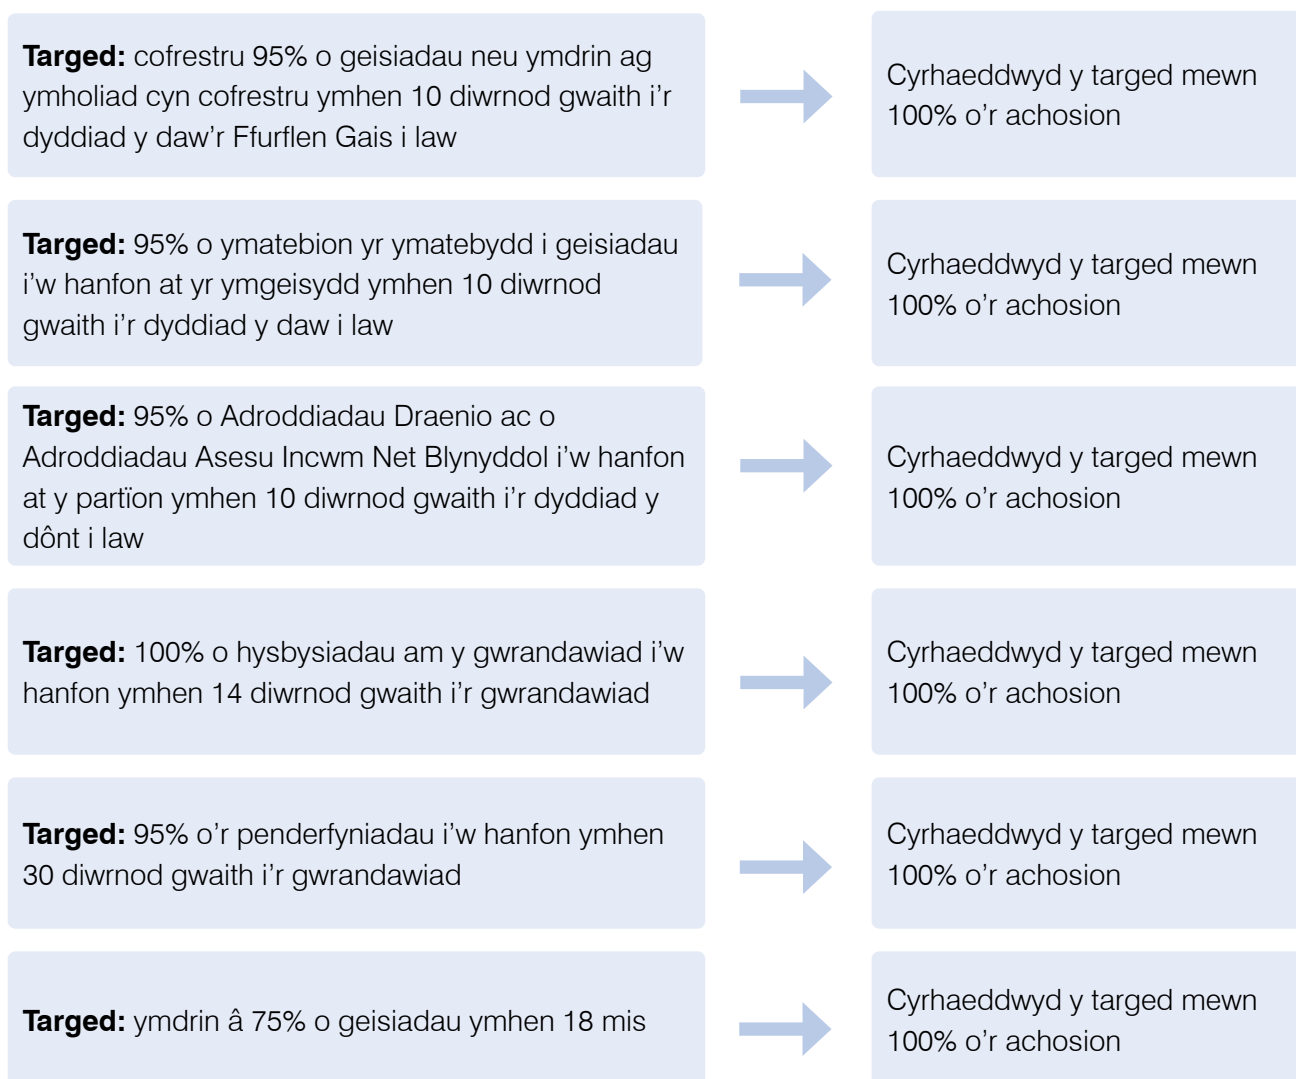 Targed: cofrestru 95% o geisiadau neu ymdrin ag
ymholiad cyn cofrestru ymhen 10 diwrnod gwaith i’r
dyddiad y daw’r Ffurflen Gais i law
Cyrhaeddwyd y targed mewn
100% o’r achosion
Targed: 95% o ymatebion yr ymatebydd i geisiadau
i’w hanfon at yr ymgeisydd ymhen 10 diwrnod
gwaith i’r dyddiad y daw i law
Cyrhaeddwyd y targed mewn
100% o’r achosion
Targed: 95% o Adroddiadau Draenio ac o
Adroddiadau Asesu Incwm Net Blynyddol i’w hanfon
at y partïon ymhen 10 diwrnod gwaith i’r dyddiad y
dônt i law
Cyrhaeddwyd y targed mewn
100% o’r achosion
Targed: 100% o hysbysiadau am y gwrandawiad i’w
hanfon ymhen 14 diwrnod gwaith i’r gwrandawiad
Cyrhaeddwyd y targed mewn
100% o’r achosion
Targed: 95% o’r penderfyniadau i’w hanfon ymhen
30 diwrnod gwaith i’r gwrandawiad
Cyrhaeddwyd y targed mewn
100% o’r achosion
Targed: ymdrin â 75% o geisiadau ymhen 18 mis
Cyrhaeddwyd y targed mewn
100% o’r achosion